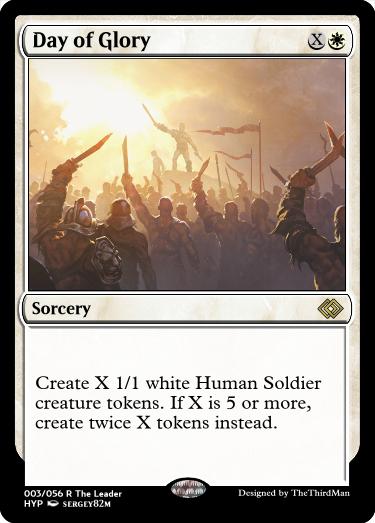 Day of Glory X
Sorcery
Create X 1/1 white Human Soldier
creature tokens. If X is 5 or more,
create twice X tokens instead.
003/056 R The Leader
HYP SERGEY82M
Designed by TheThirdMan